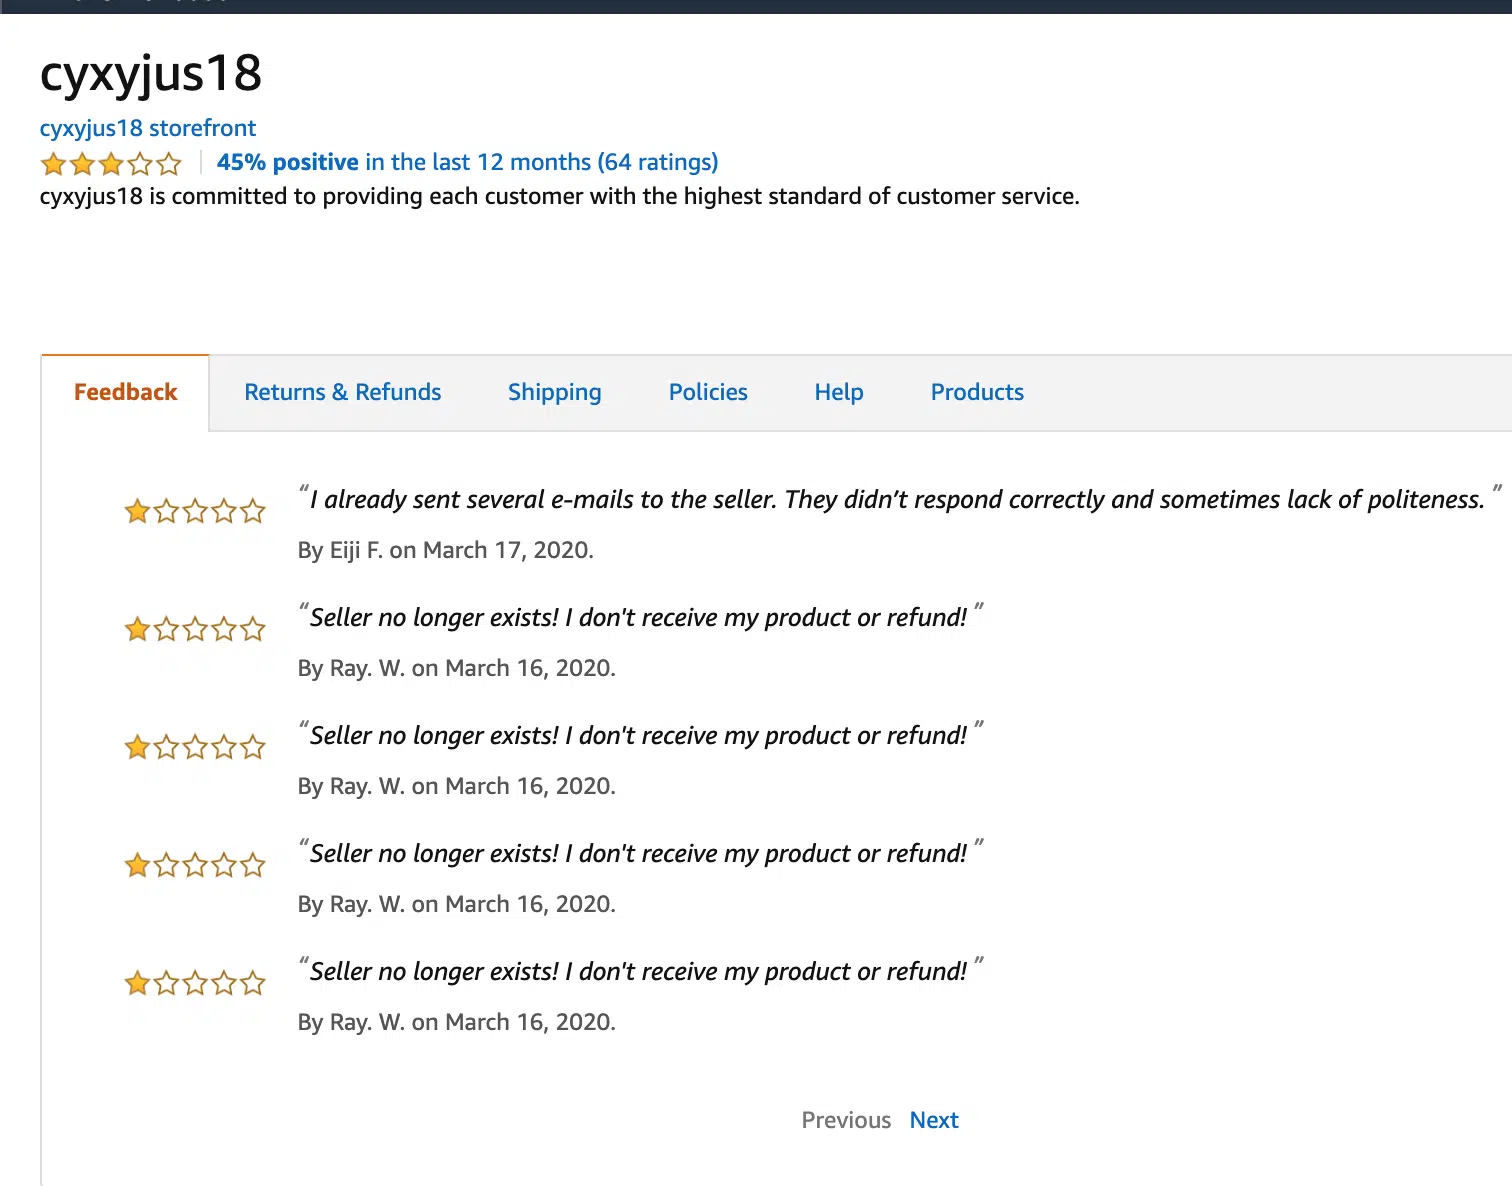 cyxyjus18
cyxyjus18 storefront
45% positive in the last 12 months (64 ratings)
cyxyjus18 is committed to providing each customer with the highest standard of customer service.
Feedback Returns & Refunds Shipping Policies Help Products
“I already sent several e-mails to the seller. They didn’t respond correctly and sometimes lack of politeness. ”
By Eiji F. on March 17, 2020.
“Seller no longer exists! I don't receive my product or refund! ”
By Ray. W. on March 16, 2020.
“Seller no longer exists! I don't receive my product or refund! ”
By Ray. W. on March 16, 2020.
“Seller no longer exists! I don't receive my product or refund! ”
By Ray. W. on March 16, 2020.
“Seller no longer exists! I don't receive my product or refund! ”
By Ray. W. on March 16, 2020.
Previous Next